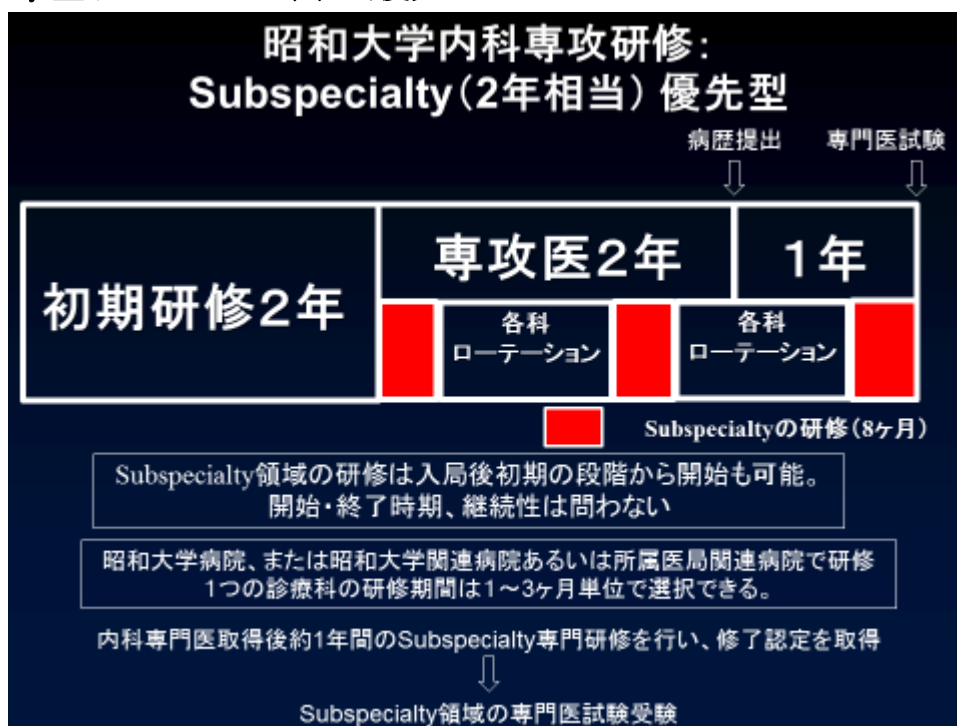 昭和大学内科専攻研修:
Subspecialty(2年相当)優先型
病歴提出 専門医試験
初期研修2年
専攻医2年
1年
各科
ローテーション
各科
ローテーション
Subspecialtyの研修(8ヶ月)
Subspecialty領域の研修は入局後初期の段階から開始も可能。
開始・終了時期、継続性は問わない
昭和大学病院、または昭和大学関連病院あるいは所属医局関連病院で研修
1つの診療科の研修期間は1~3ヶ月単位で選択できる。
内科専門医取得後約1年間のSubspecialty専門研修を行い、修了認定を取得
Subspecialty領域の専門医試験受験